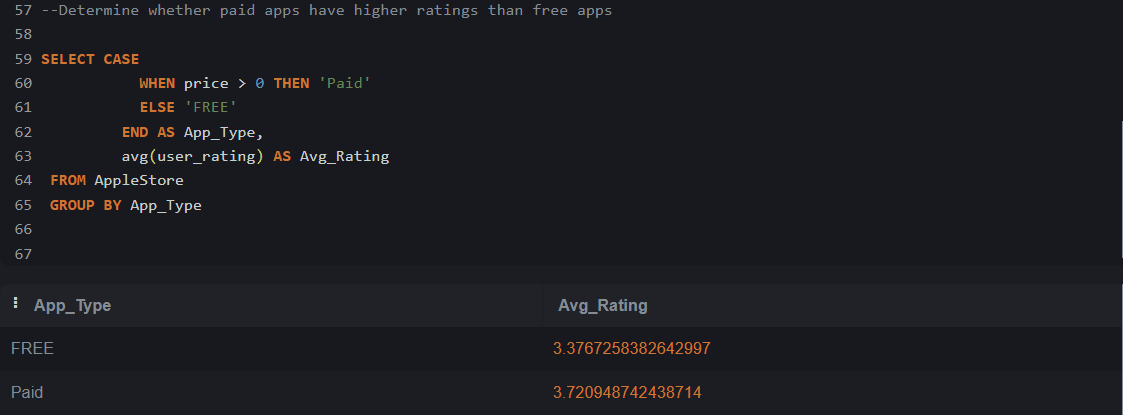 57 --Determine whether paid apps have higher ratings than free apps
58
59 SELECT CASE
60 WHEN price > 0 THEN 'Paid'
61 ELSE 'FREE'
62 END AS App_Type,
63 avg(user_rating) AS Avg_Rating
64 FROM AppleStore
65 GROUP BY App_Type
66
67
App_Type Avg_Rating
FREE 3.3767258382642997
Paid 3.720948742438714